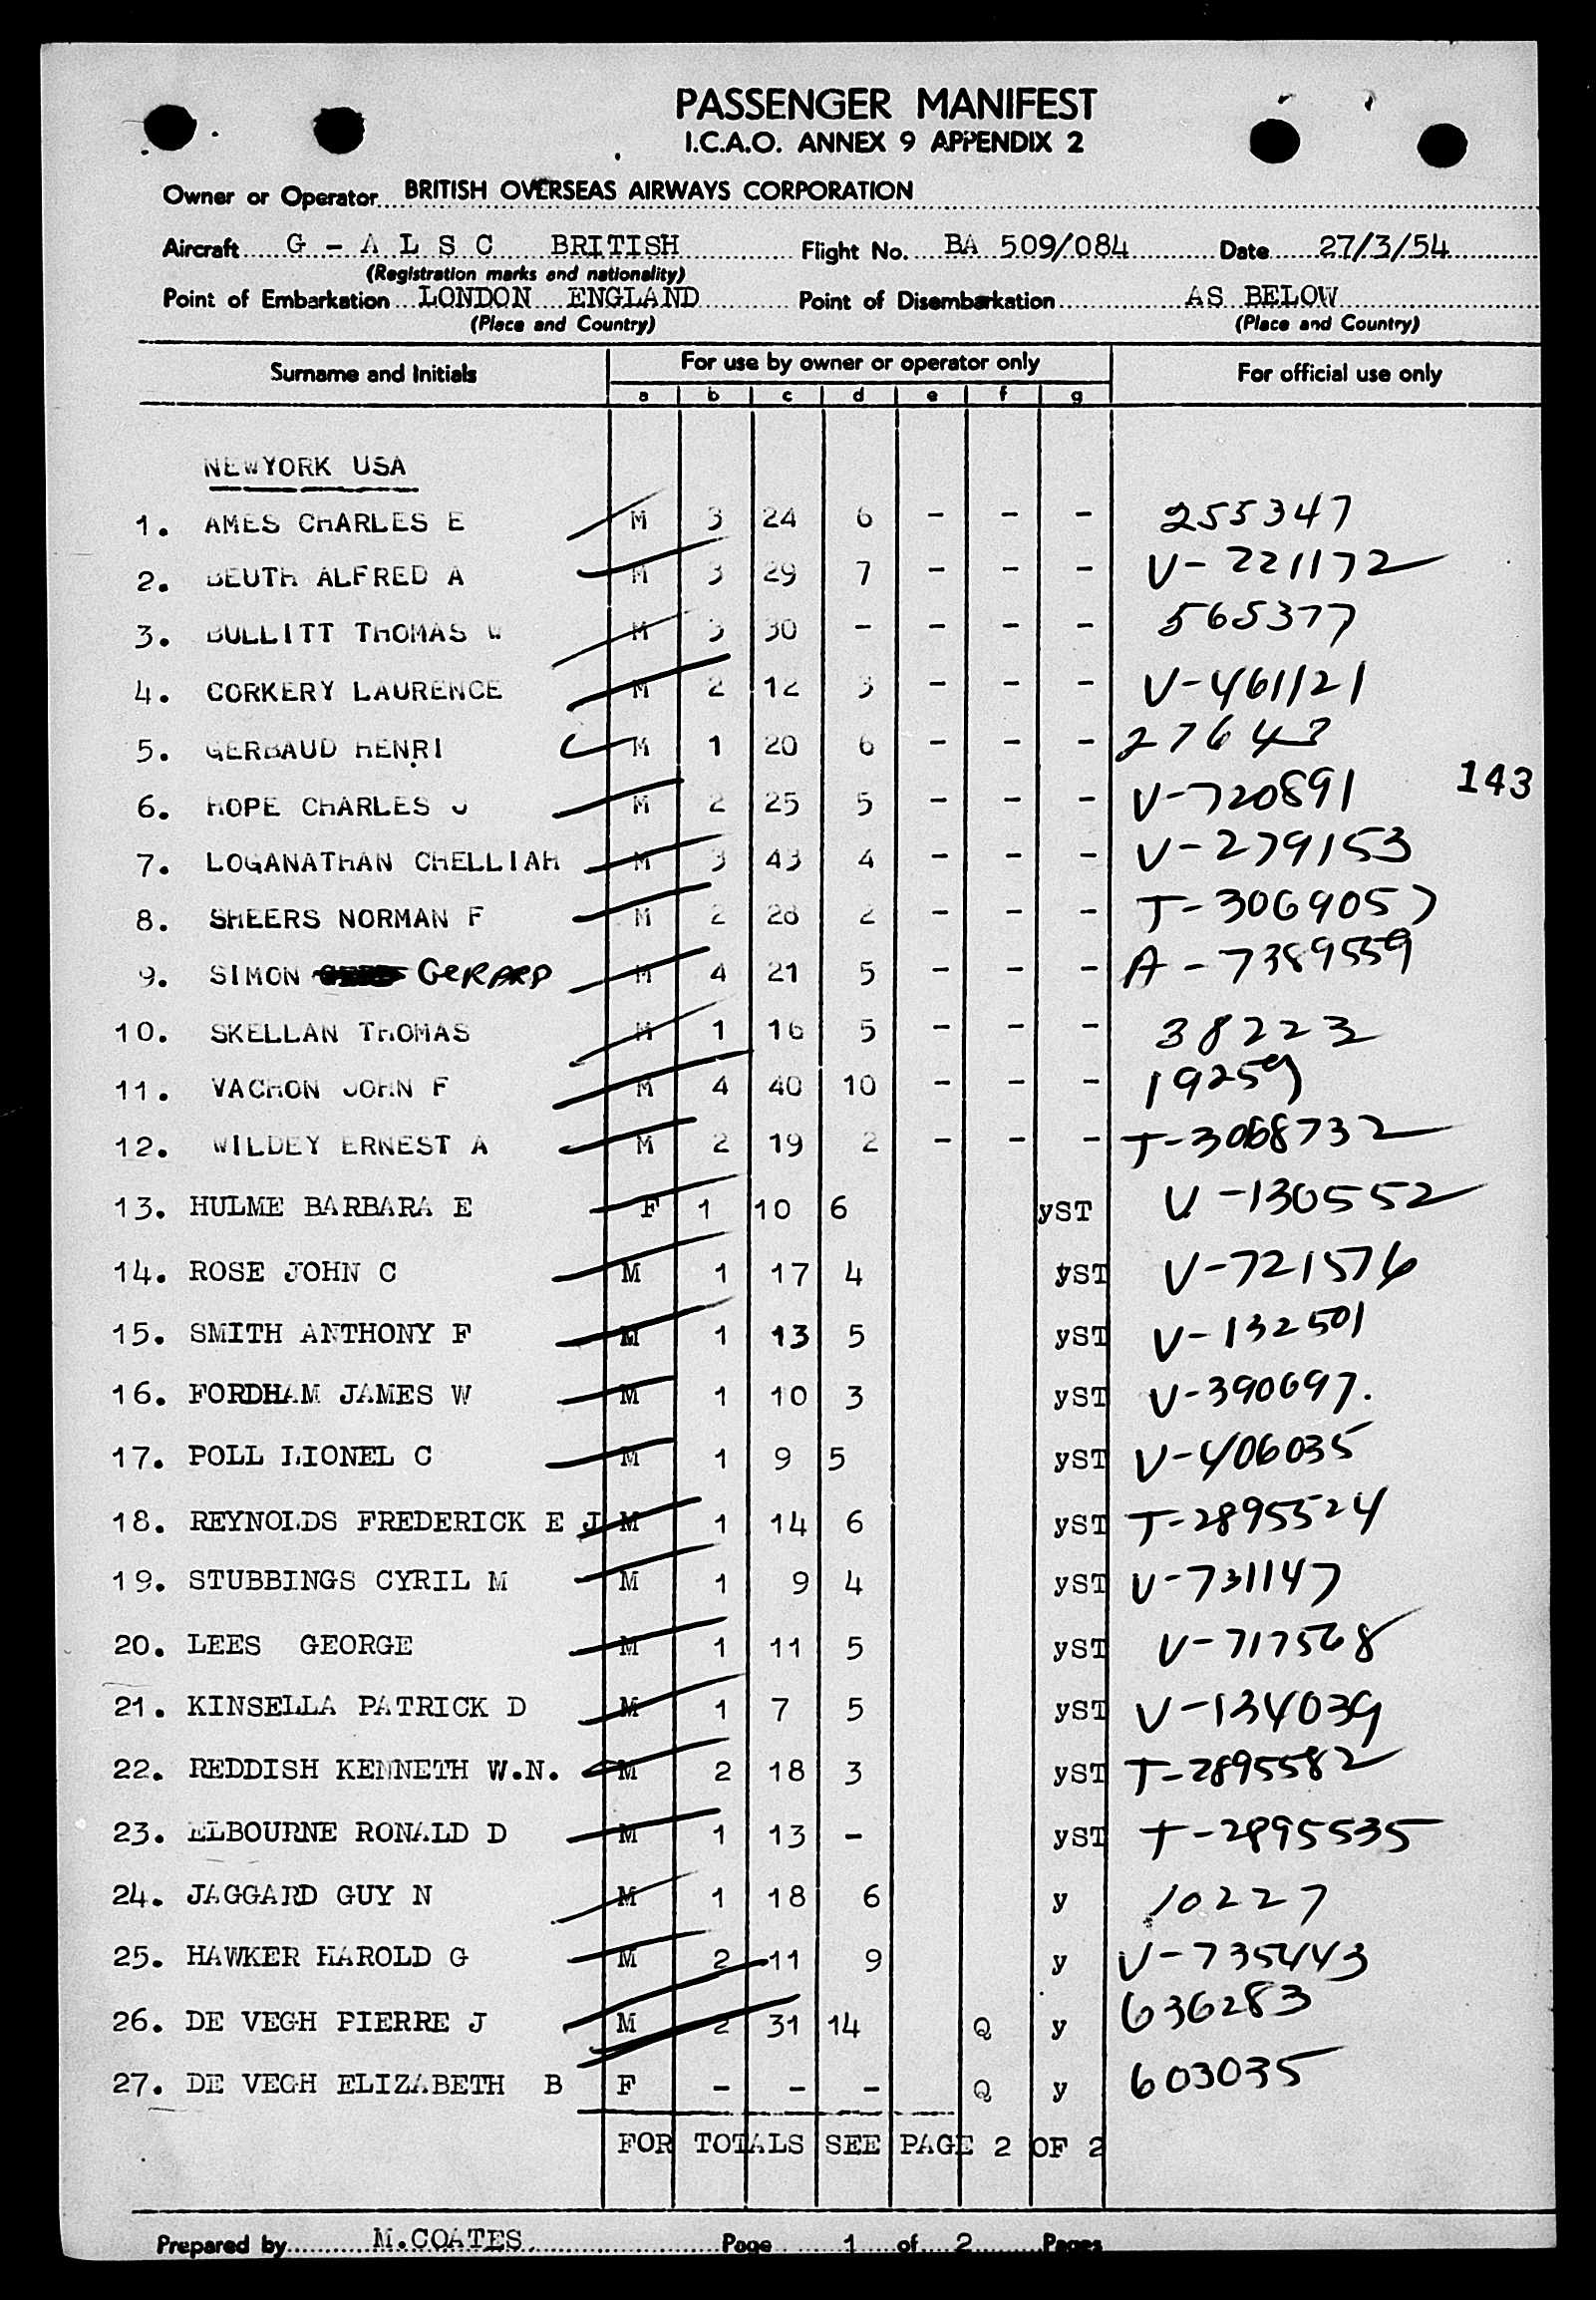 PASSENGER MANIFEST
I.C.A.O. ANNEX 9 APPENDIX 2
Owner or Operator BRITISH OVERSEAS AIRWAYS CORPORATION
Aircraft G - A L S C BRITISH Flight No. BA 509/084 Date 27/3/54
(Registration marks and nationality)
Point of Embarkation LONDON ENGLAND Point of Disembarkation AS BELOW
(Place and Country) (Place and Country)
Surname and Initials For use by owner or operator only For official use only
a b c d e f g
NEWYORK USA
1. AMES CHARLES E M 3 24 6 - - - 255347
2. BEUTH ALFRED A M 3 29 7 - - - V-221172
3. BULLITT THOMAS W M 3 30 - - - - 565377
4. CORKERY LAURENCE M 2 12 3 - - - V-461121
5. GERBAUD HENRI M 1 20 6 - - - 27643
6. HOPE CHARLES J M 2 25 5 - - - V-720891 143
7. LOGANATHAN CHELLIAH M 3 43 4 - - - V-279153
8. SHEERS NORMAN F M 2 28 2 - - - T-3069057
9. SIMON GERARD M 4 21 5 - - - A-7389559
10. SKELLAN THOMAS M 1 16 5 - - - 38223
11. VACHON JOHN F M 4 40 10 - - - 19259
12. WILDEY ERNEST A M 2 19 2 - - - T-3068732
13. HULME BARBARA E F 1 10 6 yST V-130552
14. ROSE JOHN C M 1 17 4 yST V-721576
15. SMITH ANTHONY F M 1 13 5 yST V-132501
16. FORDHAM JAMES W M 1 10 3 yST V-390697.
17. POLL LIONEL C M 1 9 5 yST V-406035
18. REYNOLDS FREDERICK E J M 1 14 6 yST T-2895524
19. STUBBINGS CYRIL M M 1 9 4 yST V-731147
20. LEES GEORGE M 1 11 5 yST V-717568
21. KINSELLA PATRICK D M 1 7 5 yST V-134039
22. REDDISH KENNETH W.N. M 2 18 3 yST T-2895582
23. ELBOURNE RONALD D M 1 13 - yST T-2895535
24. JAGGARD GUY N M 1 18 6 y 10227
25. HAWKER HAROLD G M 2 11 9 y V-735443
26. DE VEGH PIERRE J M 2 31 14 Q y 636283
27. DE VEGH ELIZABETH B F - - - Q y 603035
FOR TOTALS SEE PAGE 2 OF 2
Prepared by M.COATES Page 1 of 2 Pages